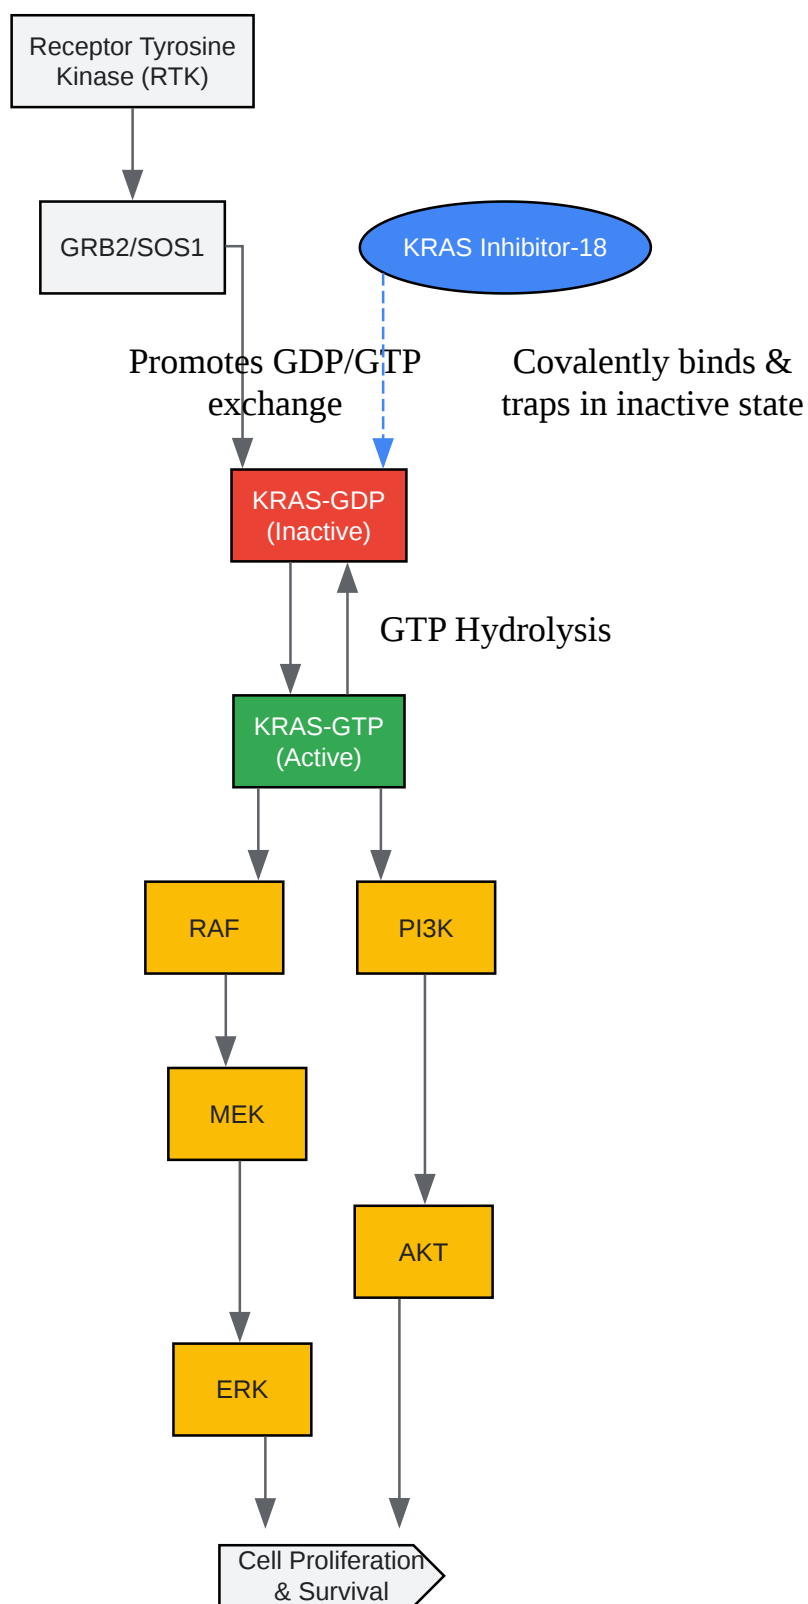 Receptor Tyrosine
Kinase (RTK)
GRB2/SOS1
KRAS Inhibitor-18
Promotes GDP/GTP
exchange
Covalently binds &
traps in inactive state
KRAS-GDP
(Inactive)
GTP Hydrolysis
KRAS-GTP
(Active)
RAF
PI3K
MEK
AKT
ERK
Cell Proliferation
& Survival